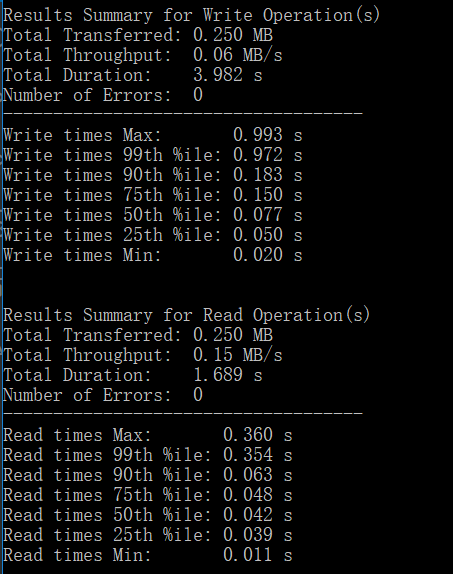 Results Summary for Write Operation(s)
Total Transferred: 0.250 MB
Total Throughput: 0.06 MB/s
Total Duration: 3.982 s
Number of Errors: 0
------------------------------------
Write times Max: 0.993 s
Write times 99th %ile: 0.972 s
Write times 90th %ile: 0.183 s
Write times 75th %ile: 0.150 s
Write times 50th %ile: 0.077 s
Write times 25th %ile: 0.050 s
Write times Min: 0.020 s
Results Summary for Read Operation(s)
Total Transferred: 0.250 MB
Total Throughput: 0.15 MB/s
Total Duration: 1.689 s
Number of Errors: 0
------------------------------------
Read times Max: 0.360 s
Read times 99th %ile: 0.354 s
Read times 90th %ile: 0.063 s
Read times 75th %ile: 0.048 s
Read times 50th %ile: 0.042 s
Read times 25th %ile: 0.039 s
Read times Min: 0.011 s